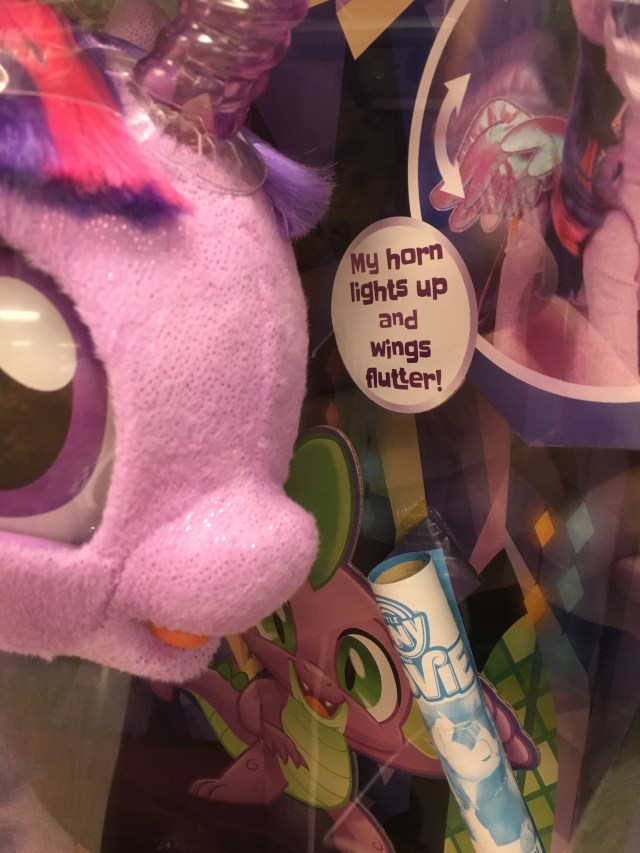 My horn
lights up
and
wings
flutter!